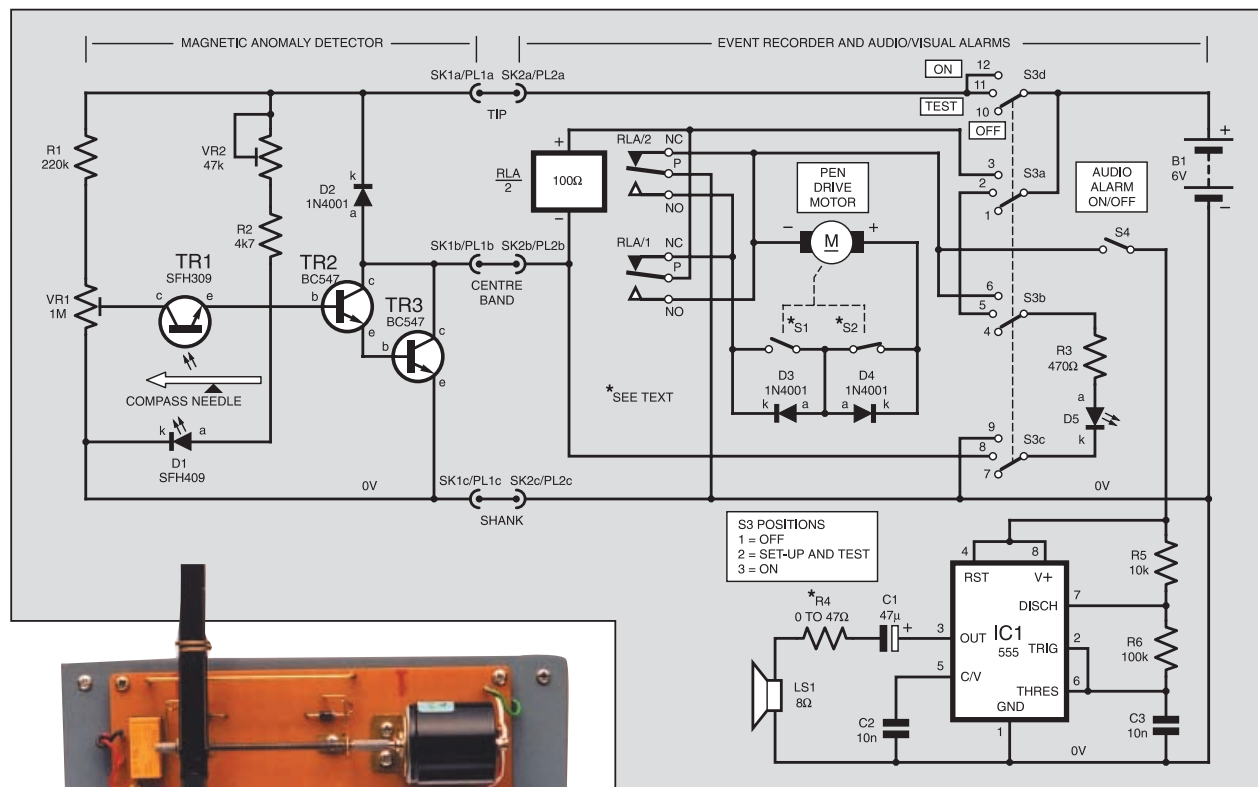 MAGNETIC ANOMALY DETECTOR
EVENT RECORDER AND AUDIO/VISUAL ALARMS
SK1a/PL1a SK2a/PL2a
TIP
ON
TEST
OFF
12
11
10
S3d
R1
220k
VR2
47k
D2
1N4001
k
a
R2
4k7
RLA
2
+
100Ω
−
RLA/2
NC
P
NO
RLA/1
NC
P
NO
PEN
DRIVE
MOTOR
− M +
3
2
1
S3a
AUDIO
ALARM
ON/OFF
S4
+
B1
6V
−
TR1
SFH309
c e
TR2
BC547
b
c
e
TR3
BC547
b
c
e
SK1b/PL1b SK2b/PL2b
CENTRE
BAND
VR1
1M
COMPASS NEEDLE
k a
D1
SFH409
*S1 *S2
D3
1N4001
k a
D4
1N4001
a k
*SEE TEXT
6
5
4
S3b
R3
470Ω
a
D5
k
9
8
7
S3c
0V
SK1c/PL1c SK2c/PL2c
SHANK
S3 POSITIONS
1 = OFF
2 = SET-UP AND TEST
3 = ON
4 8
RST V+
DISCH 7
IC1
555
OUT 3
TRIG 2
C/V 5
THRES 6
GND
1
R5
10k
R6
100k
*R4
0 TO 47Ω
C1
47µ
+
LS1
8Ω
C2
10n
C3
10n
0V